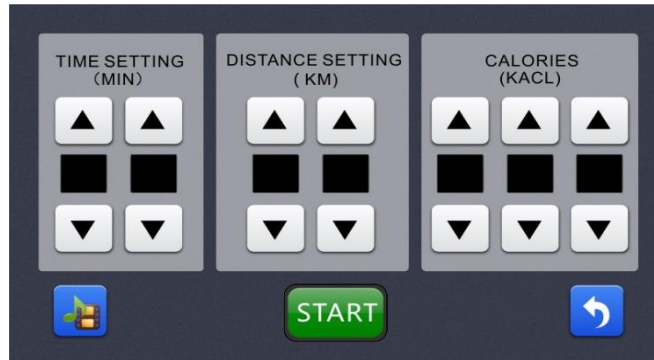 TIME SETTING
（MIN）
DISTANCE SETTING
( KM)
CALORIES
(KACL)
START